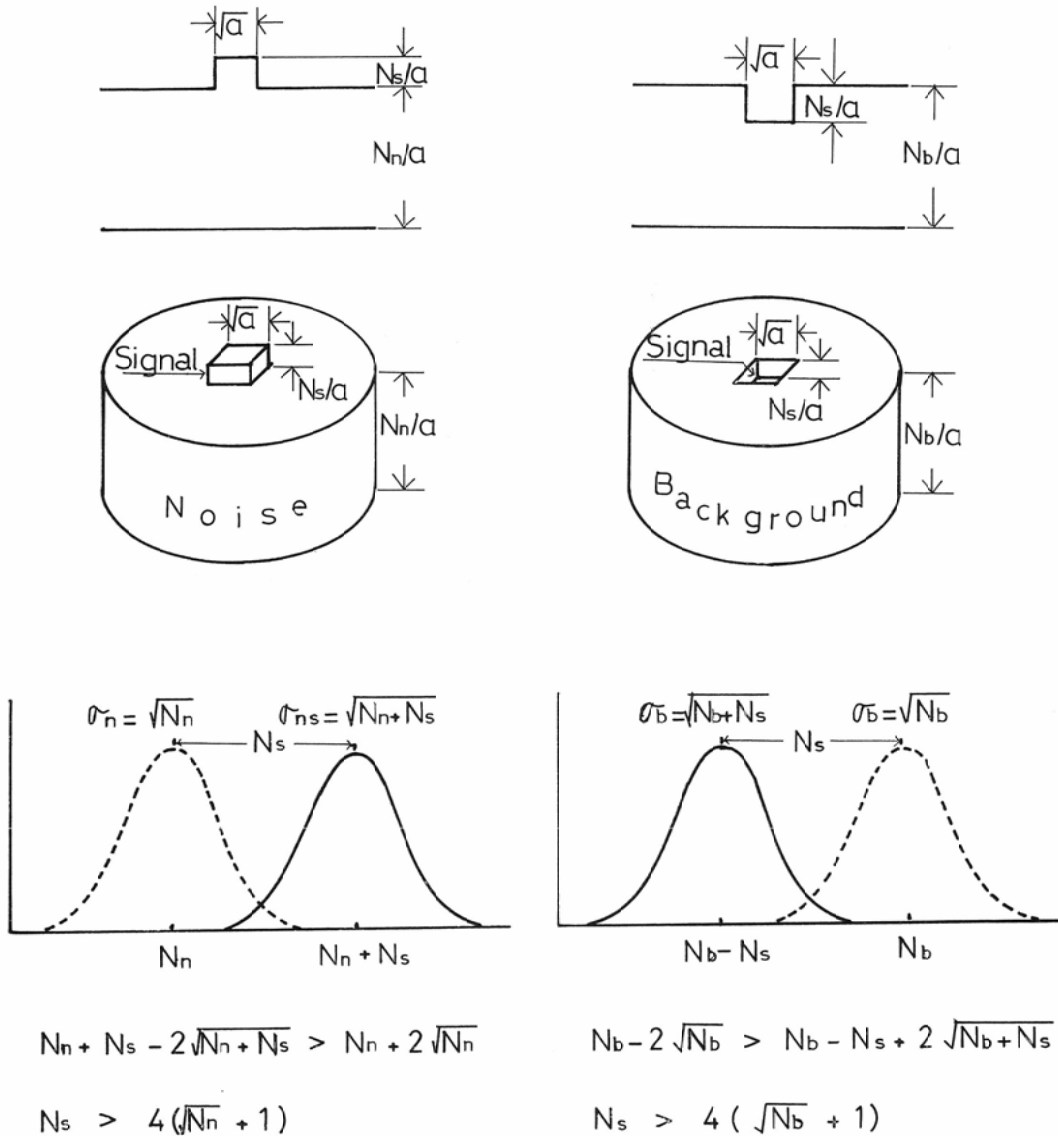 √a
Ns/a
Nn/a
√a
Ns/a
Nb/a
√a
Signal
Ns/a
Nn/a
Noise
√a
Signal
Ns/a
Nb/a
Background
σn = √Nn
σns = √Nn + Ns
Ns
Nn
Nn + Ns
σb = √Nb + Ns
σb = √Nb
Ns
Nb − Ns
Nb
Nn + Ns − 2√Nn + Ns > Nn + 2√Nn
Ns > 4(√Nn + 1)
Nb − 2√Nb > Nb − Ns + 2√Nb + Ns
Ns > 4(√Nb + 1)